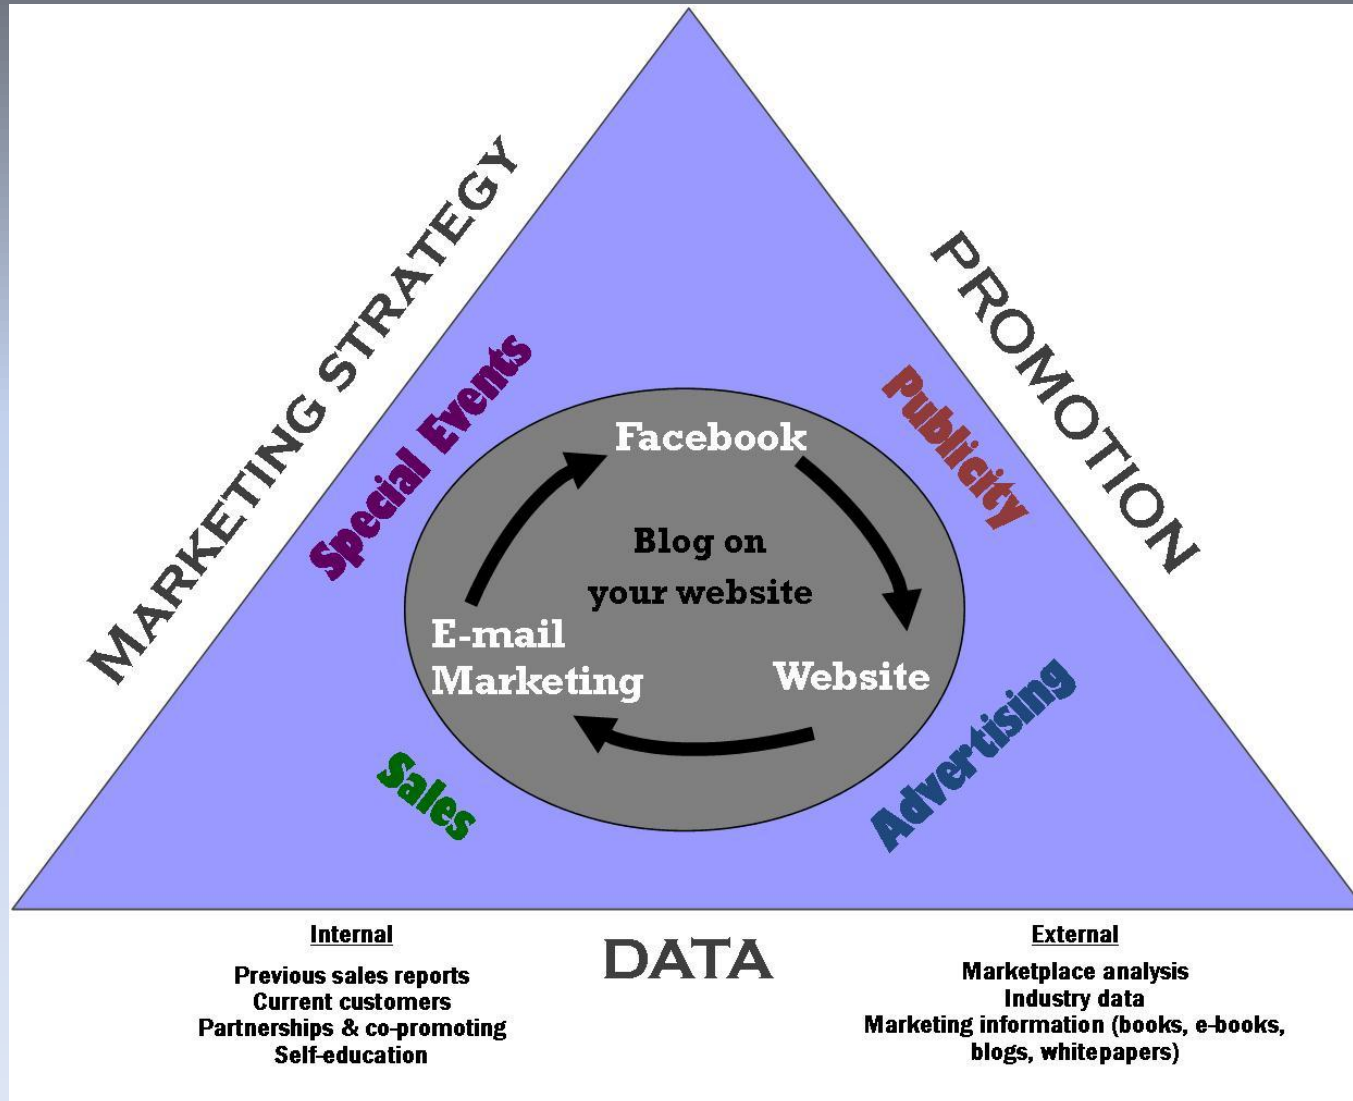 MARKETING STRATEGY
PROMOTION
Special Events
Publicity
Facebook
Blog on
your website
E-mail
Marketing
Website
Sales
Advertising
DATA
Internal
Previous sales reports
Current customers
Partnerships & co-promoting
Self-education
External
Marketplace analysis
Industry data
Marketing information (books, e-books,
blogs, whitepapers)